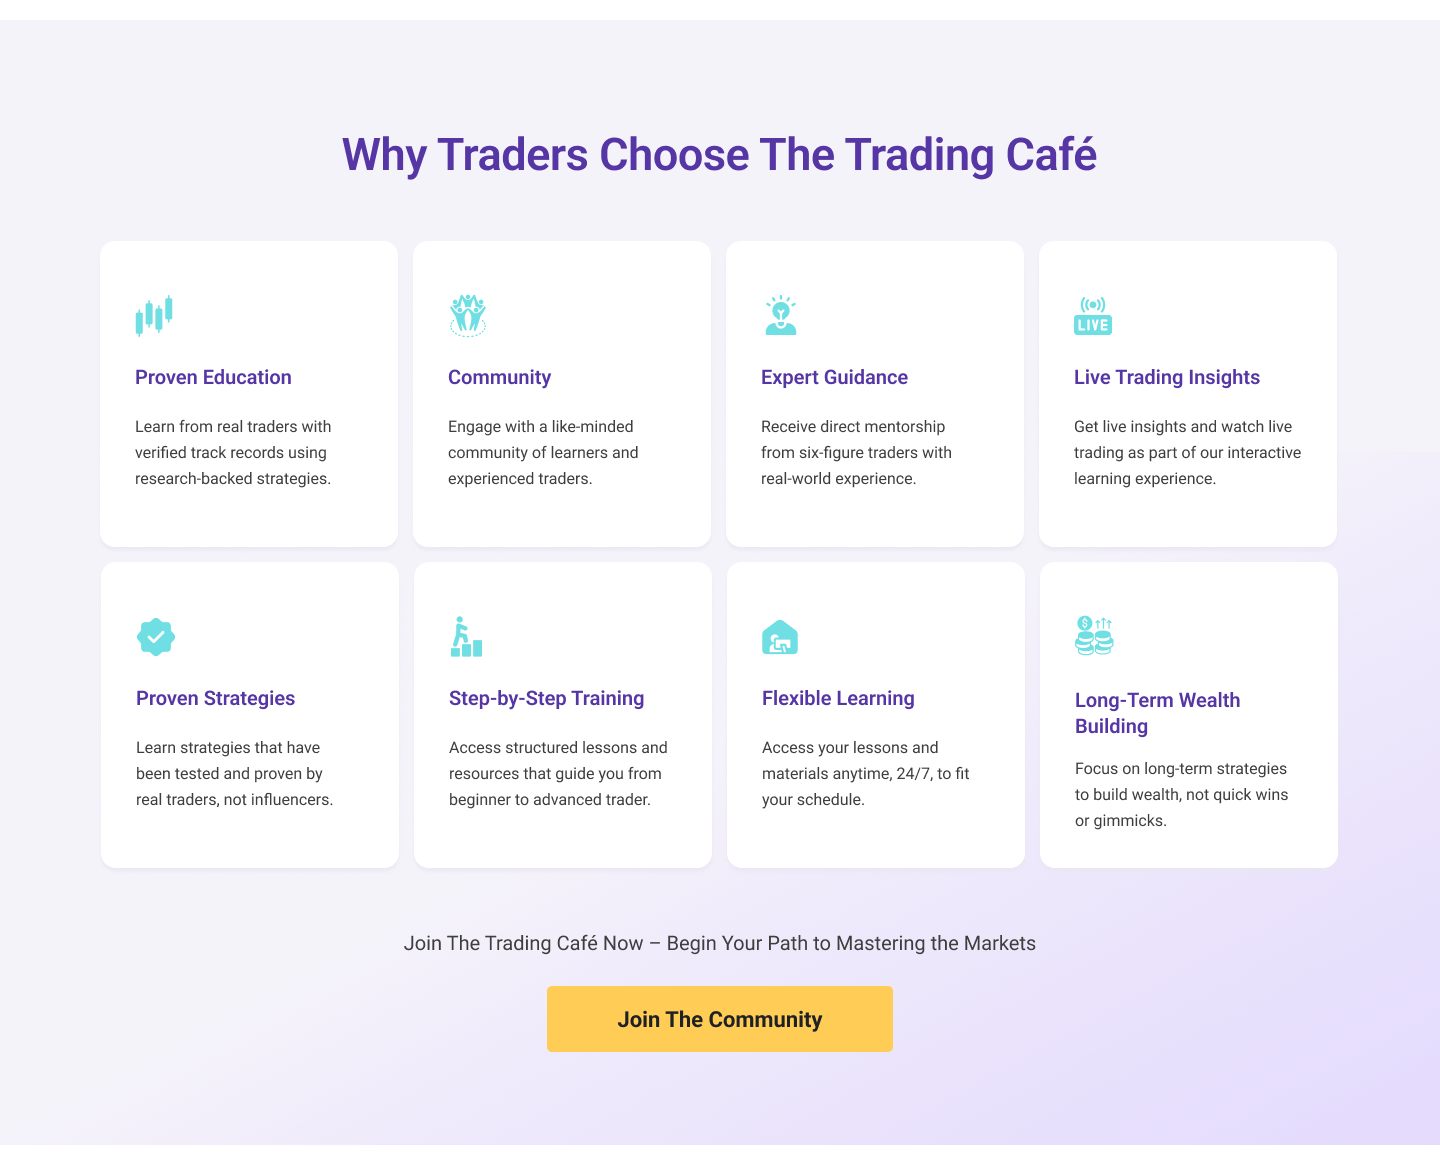 Why Traders Choose The Trading Café
Proven Education
Learn from real traders with
verified track records using
research-backed strategies.
Community
Engage with a like-minded
community of learners and
experienced traders.
Expert Guidance
Receive direct mentorship
from six-figure traders with
real-world experience.
LIVE
Live Trading Insights
Get live insights and watch live
trading as part of our interactive
learning experience.
Proven Strategies
Learn strategies that have
been tested and proven by
real traders, not influencers.
Step-by-Step Training
Access structured lessons and
resources that guide you from
beginner to advanced trader.
Flexible Learning
Access your lessons and
materials anytime, 24/7, to fit
your schedule.
$
Long-Term Wealth
Building
Focus on long-term strategies
to build wealth, not quick wins
or gimmicks.
Join The Trading Café Now – Begin Your Path to Mastering the Markets
Join The Community